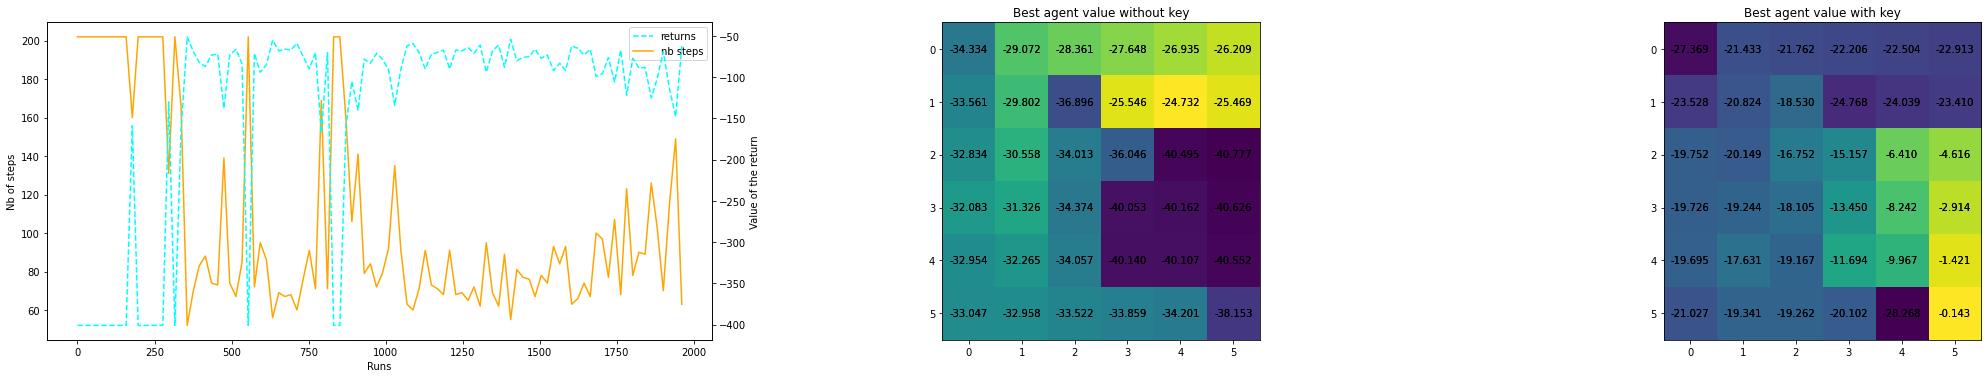 returns
nb steps
200
180
160
140
120
100
80
60
Nb of steps
0
250
500
750
1000
1250
1500
1750
2000
Runs
−50
−100
−150
−200
−250
−300
−350
−400
Value of the return
Best agent value without key
0 -34.334 -29.072 -28.361 -27.648 -26.935 -26.209
1 -33.561 -29.802 -36.896 -25.546 -24.732 -25.469
2 -32.834 -30.558 -34.013 -36.046 -40.495 -40.777
3 -32.083 -31.326 -34.374 -40.053 -40.162 -40.626
4 -32.954 -32.265 -34.057 -40.140 -40.107 -40.552
5 -33.047 -32.958 -33.522 -33.859 -34.201 -38.153
0 1 2 3 4 5
Best agent value with key
0 -27.369 -21.433 -21.762 -22.206 -22.504 -22.913
1 -23.528 -20.824 -18.530 -24.768 -24.039 -23.410
2 -19.752 -20.149 -16.752 -15.157 -6.410 -4.616
3 -19.726 -19.244 -18.105 -13.450 -8.242 -2.914
4 -19.695 -17.631 -19.167 -11.694 -9.967 -1.421
5 -21.027 -19.341 -19.262 -20.102 -28.268 -0.143
0 1 2 3 4 5